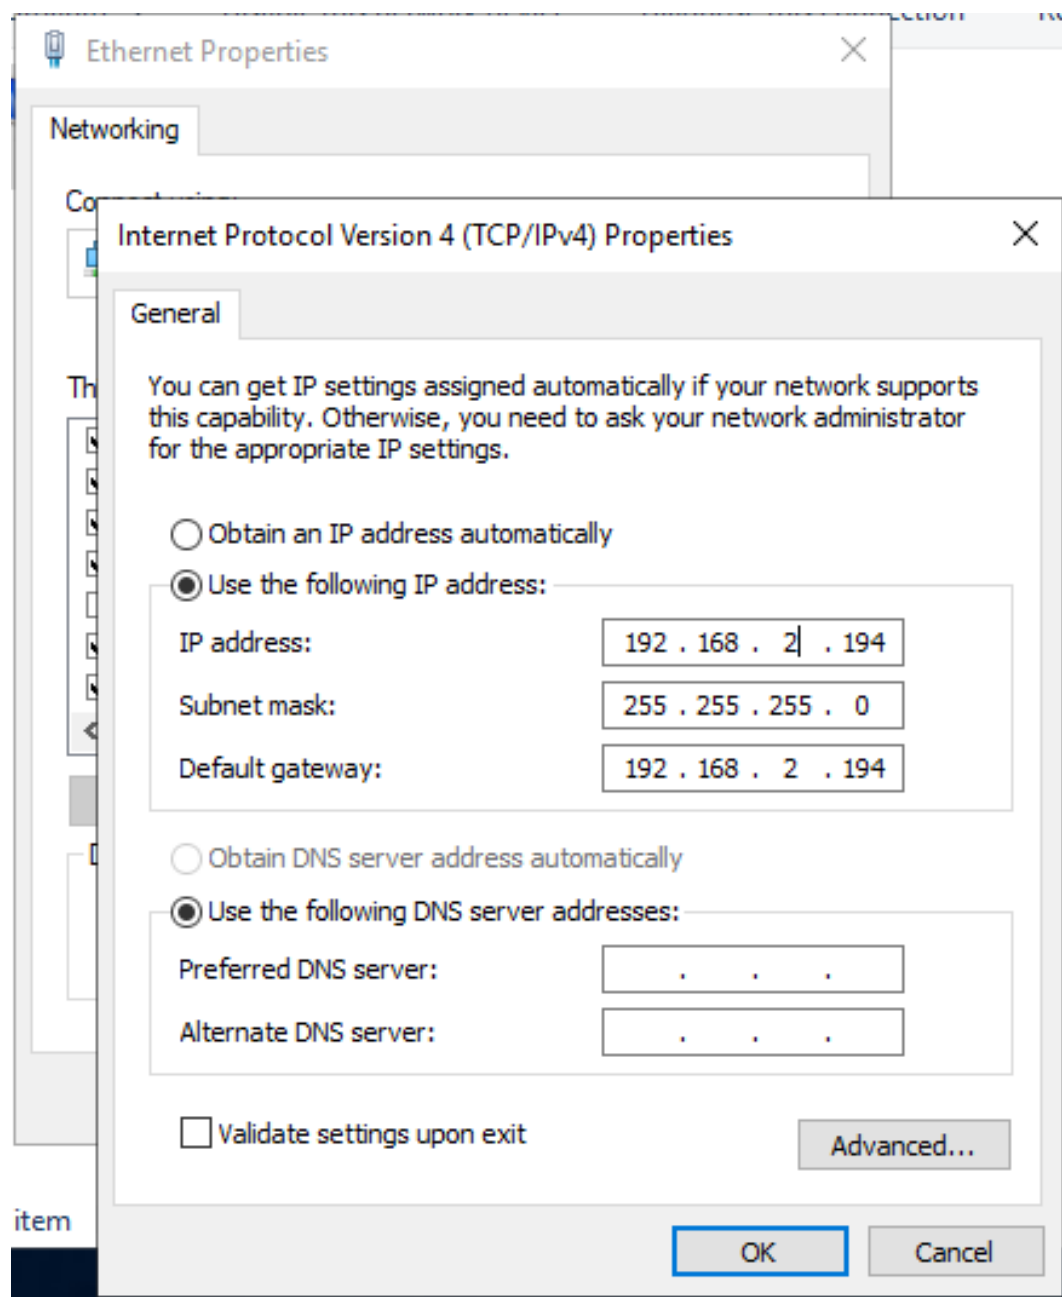 Ethernet Properties
Networking
Internet Protocol Version 4 (TCP/IPv4) Properties
General
Th
You can get IP settings assigned automatically if your network supports
this capability. Otherwise, you need to ask your network administrator
for the appropriate IP settings.
Obtain an IP address automatically
Use the following IP address:
IP address: 192 . 168 . 2 . 194
Subnet mask: 255 . 255 . 255 . 0
Default gateway: 192 . 168 . 2 . 194
Obtain DNS server address automatically
Use the following DNS server addresses:
Preferred DNS server: . . .
Alternate DNS server: . . .
Validate settings upon exit
Advanced...
item
OK Cancel